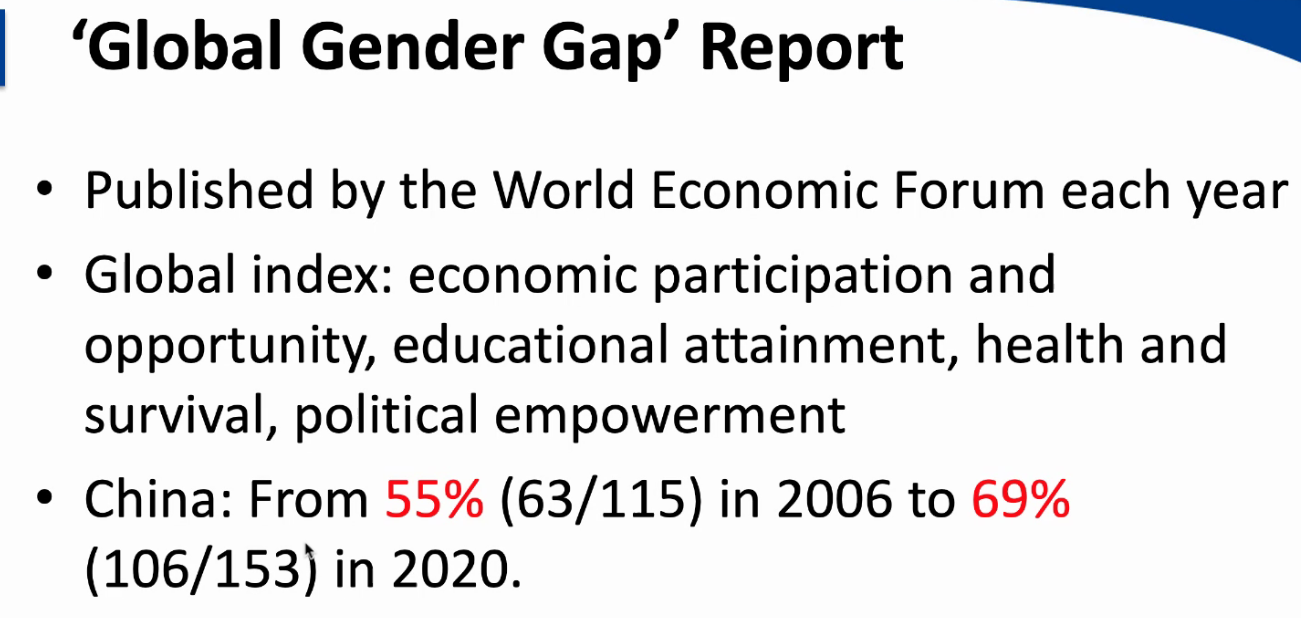 ‘Global Gender Gap’ Report
• Published by the World Economic Forum each year
• Global index: economic participation and
opportunity, educational attainment, health and
survival, political empowerment
• China: From 55% (63/115) in 2006 to 69%
(106/153) in 2020.